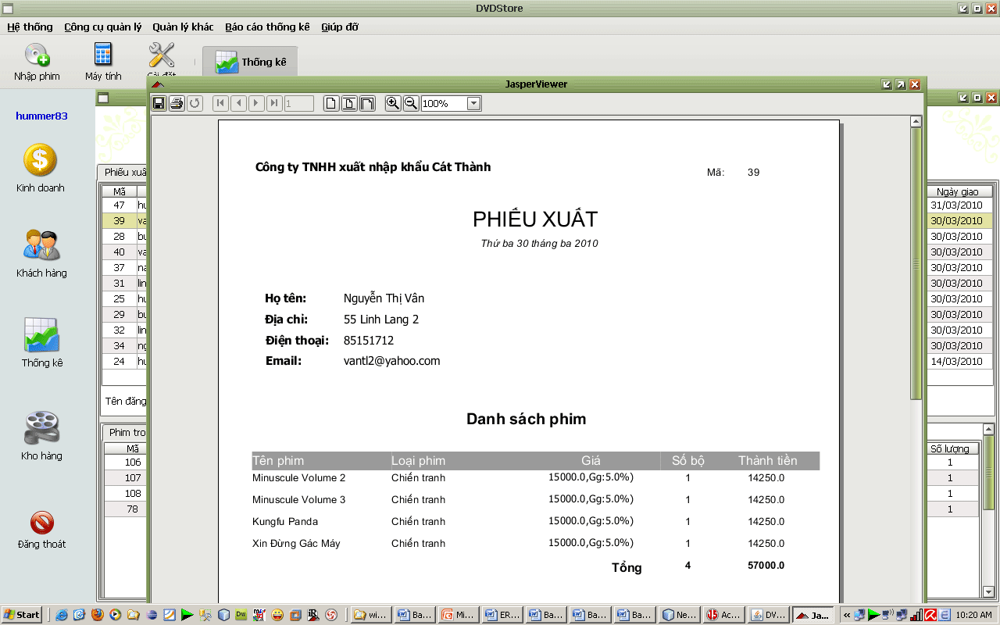 DVDStore
Hệ thống Công cụ quản lý Quản lý khác Báo cáo thống kê Giúp đỡ
Nhập phim Máy tính Cài đặt Thống kê
JasperViewer
1 100%
hummer83
Kinh doanh
Khách hàng
Thống kê
Kho hàng
Đăng thoát
Phiếu xuấ
Mã Ngày giao
47 hu 31/03/2010
39 va 30/03/2010
28 bu 30/03/2010
40 va 30/03/2010
37 na 30/03/2010
31 lin 30/03/2010
25 hu 30/03/2010
29 bu 30/03/2010
32 lin 30/03/2010
34 ng 30/03/2010
24 hu 14/03/2010
Tên đăng
Phim tro
Mã Số lượng
106 1
107 1
108 1
78 1
Công ty TNHH xuất nhập khẩu Cát Thành
Mã: 39
PHIẾU XUẤT
Thứ ba 30 tháng ba 2010
Họ tên: Nguyễn Thị Vân
Địa chỉ: 55 Linh Lang 2
Điện thoại: 85151712
Email: vantl2@yahoo.com
Danh sách phim
Tên phim Loại phim Giá Số bộ Thành tiền
Minuscule Volume 2 Chiến tranh 15000.0,Gg:5.0%) 1 14250.0
Minuscule Volume 3 Chiến tranh 15000.0,Gg:5.0%) 1 14250.0
Kungfu Panda Chiến tranh 15000.0,Gg:5.0%) 1 14250.0
Xin Đừng Gác Máy Chiến tranh 15000.0,Gg:5.0%) 1 14250.0
Tổng 4 57000.0
Start wi... Ba... Mi... ER... Ba... Ba... Ba... Ne... Ac... DV... Ja... 10:20 AM